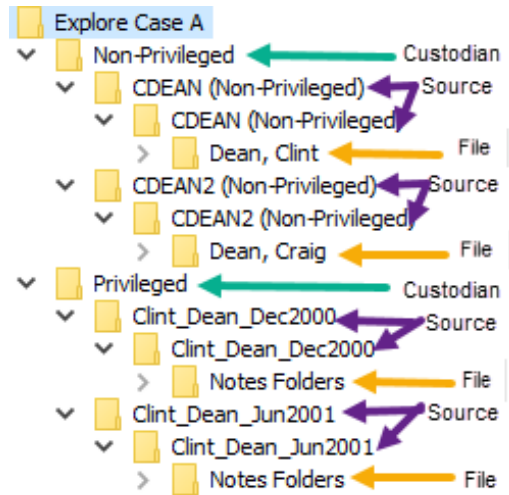 Explore Case A
Non-Privileged Custodian
CDEAN (Non-Privileged) Source
CDEAN (Non-Privileged
Dean, Clint File
CDEAN2 (Non-Privileged) Source
CDEAN2 (Non-Privileged)
Dean, Craig File
Privileged Custodian
Clint_Dean_Dec2000 Source
Clint_Dean_Dec2000
Notes Folders File
Clint_Dean_Jun2001 Source
Clint_Dean_Jun2001
Notes Folders File